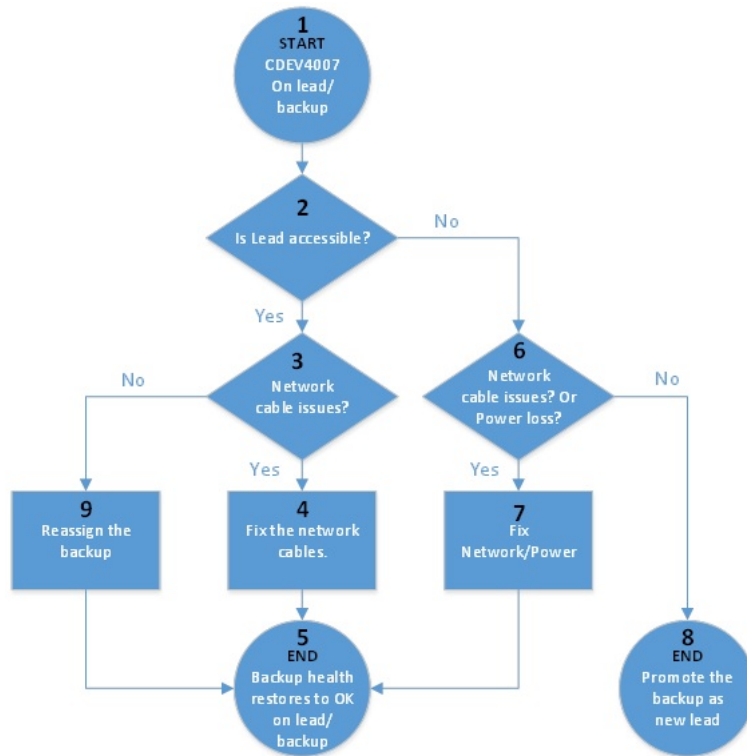 1
START
CDEV4007
On lead/
backup
2
Is Lead accessible?
No
Yes
3
Network
cable issues?
No
6
Network
cable issues? Or
Power loss?
No
Yes
Yes
9
Reassign the
backup
4
Fix the network
cables.
7
Fix
Network/Power
5
END
Backup health
restores to OK
on lead/
backup
8
END
Promote the
backup as
new lead